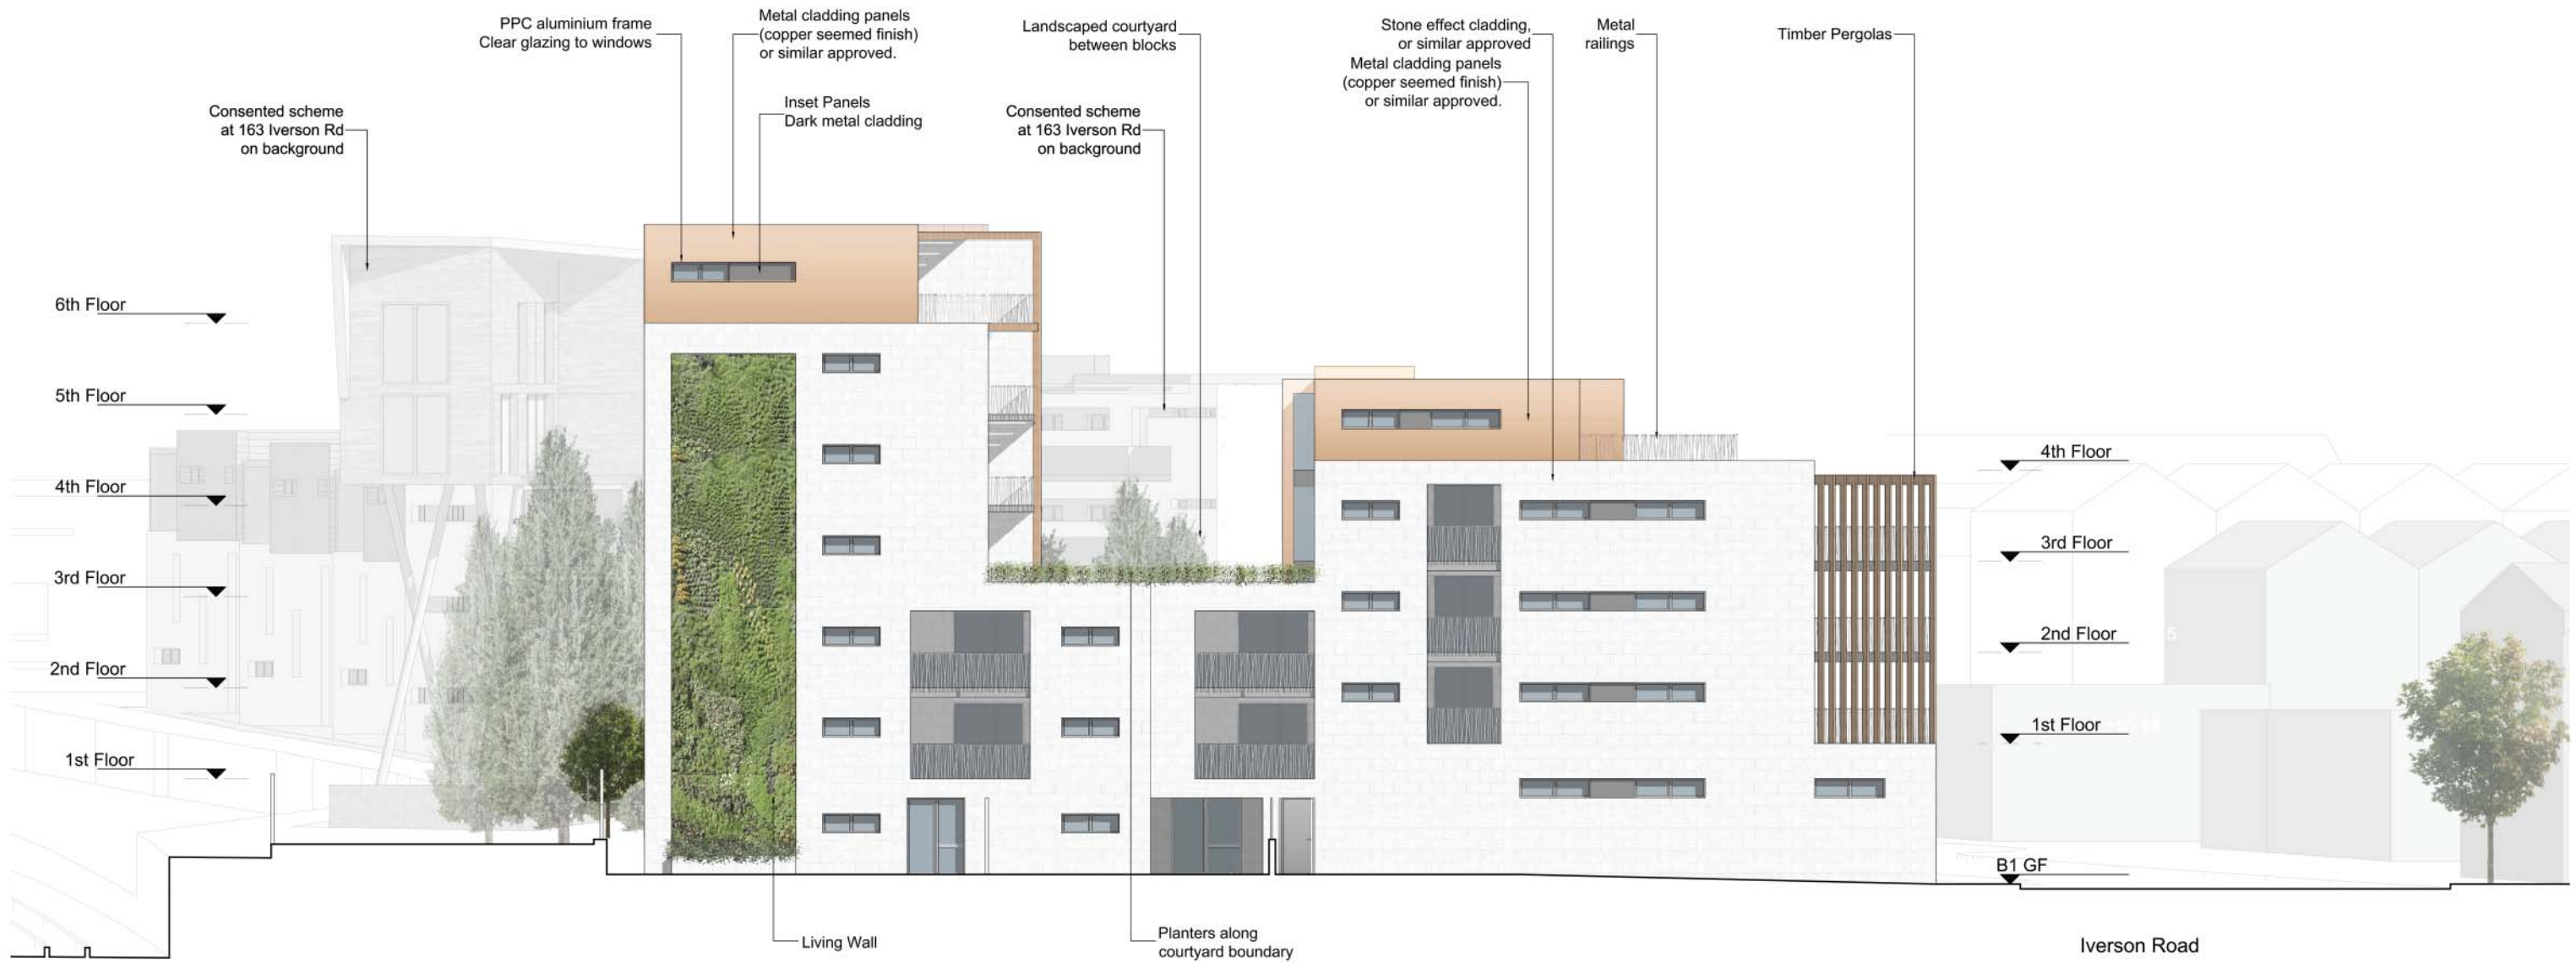 PPC aluminium frame
Clear glazing to windows
Metal cladding panels
(copper seemed finish)
or similar approved.
Landscaped courtyard
between blocks
Stone effect cladding,
or similar approved
Metal
railings
Timber Pergolas
Metal cladding panels
(copper seemed finish)
or similar approved.
Consented scheme
at 163 Iverson Rd
on background
Inset Panels
Dark metal cladding
Consented scheme
at 163 Iverson Rd
on background
6th Floor
5th Floor
4th Floor
3rd Floor
2nd Floor
1st Floor
4th Floor
3rd Floor
2nd Floor
1st Floor
B1 GF
Living Wall
Planters along
courtyard boundary
Iverson Road